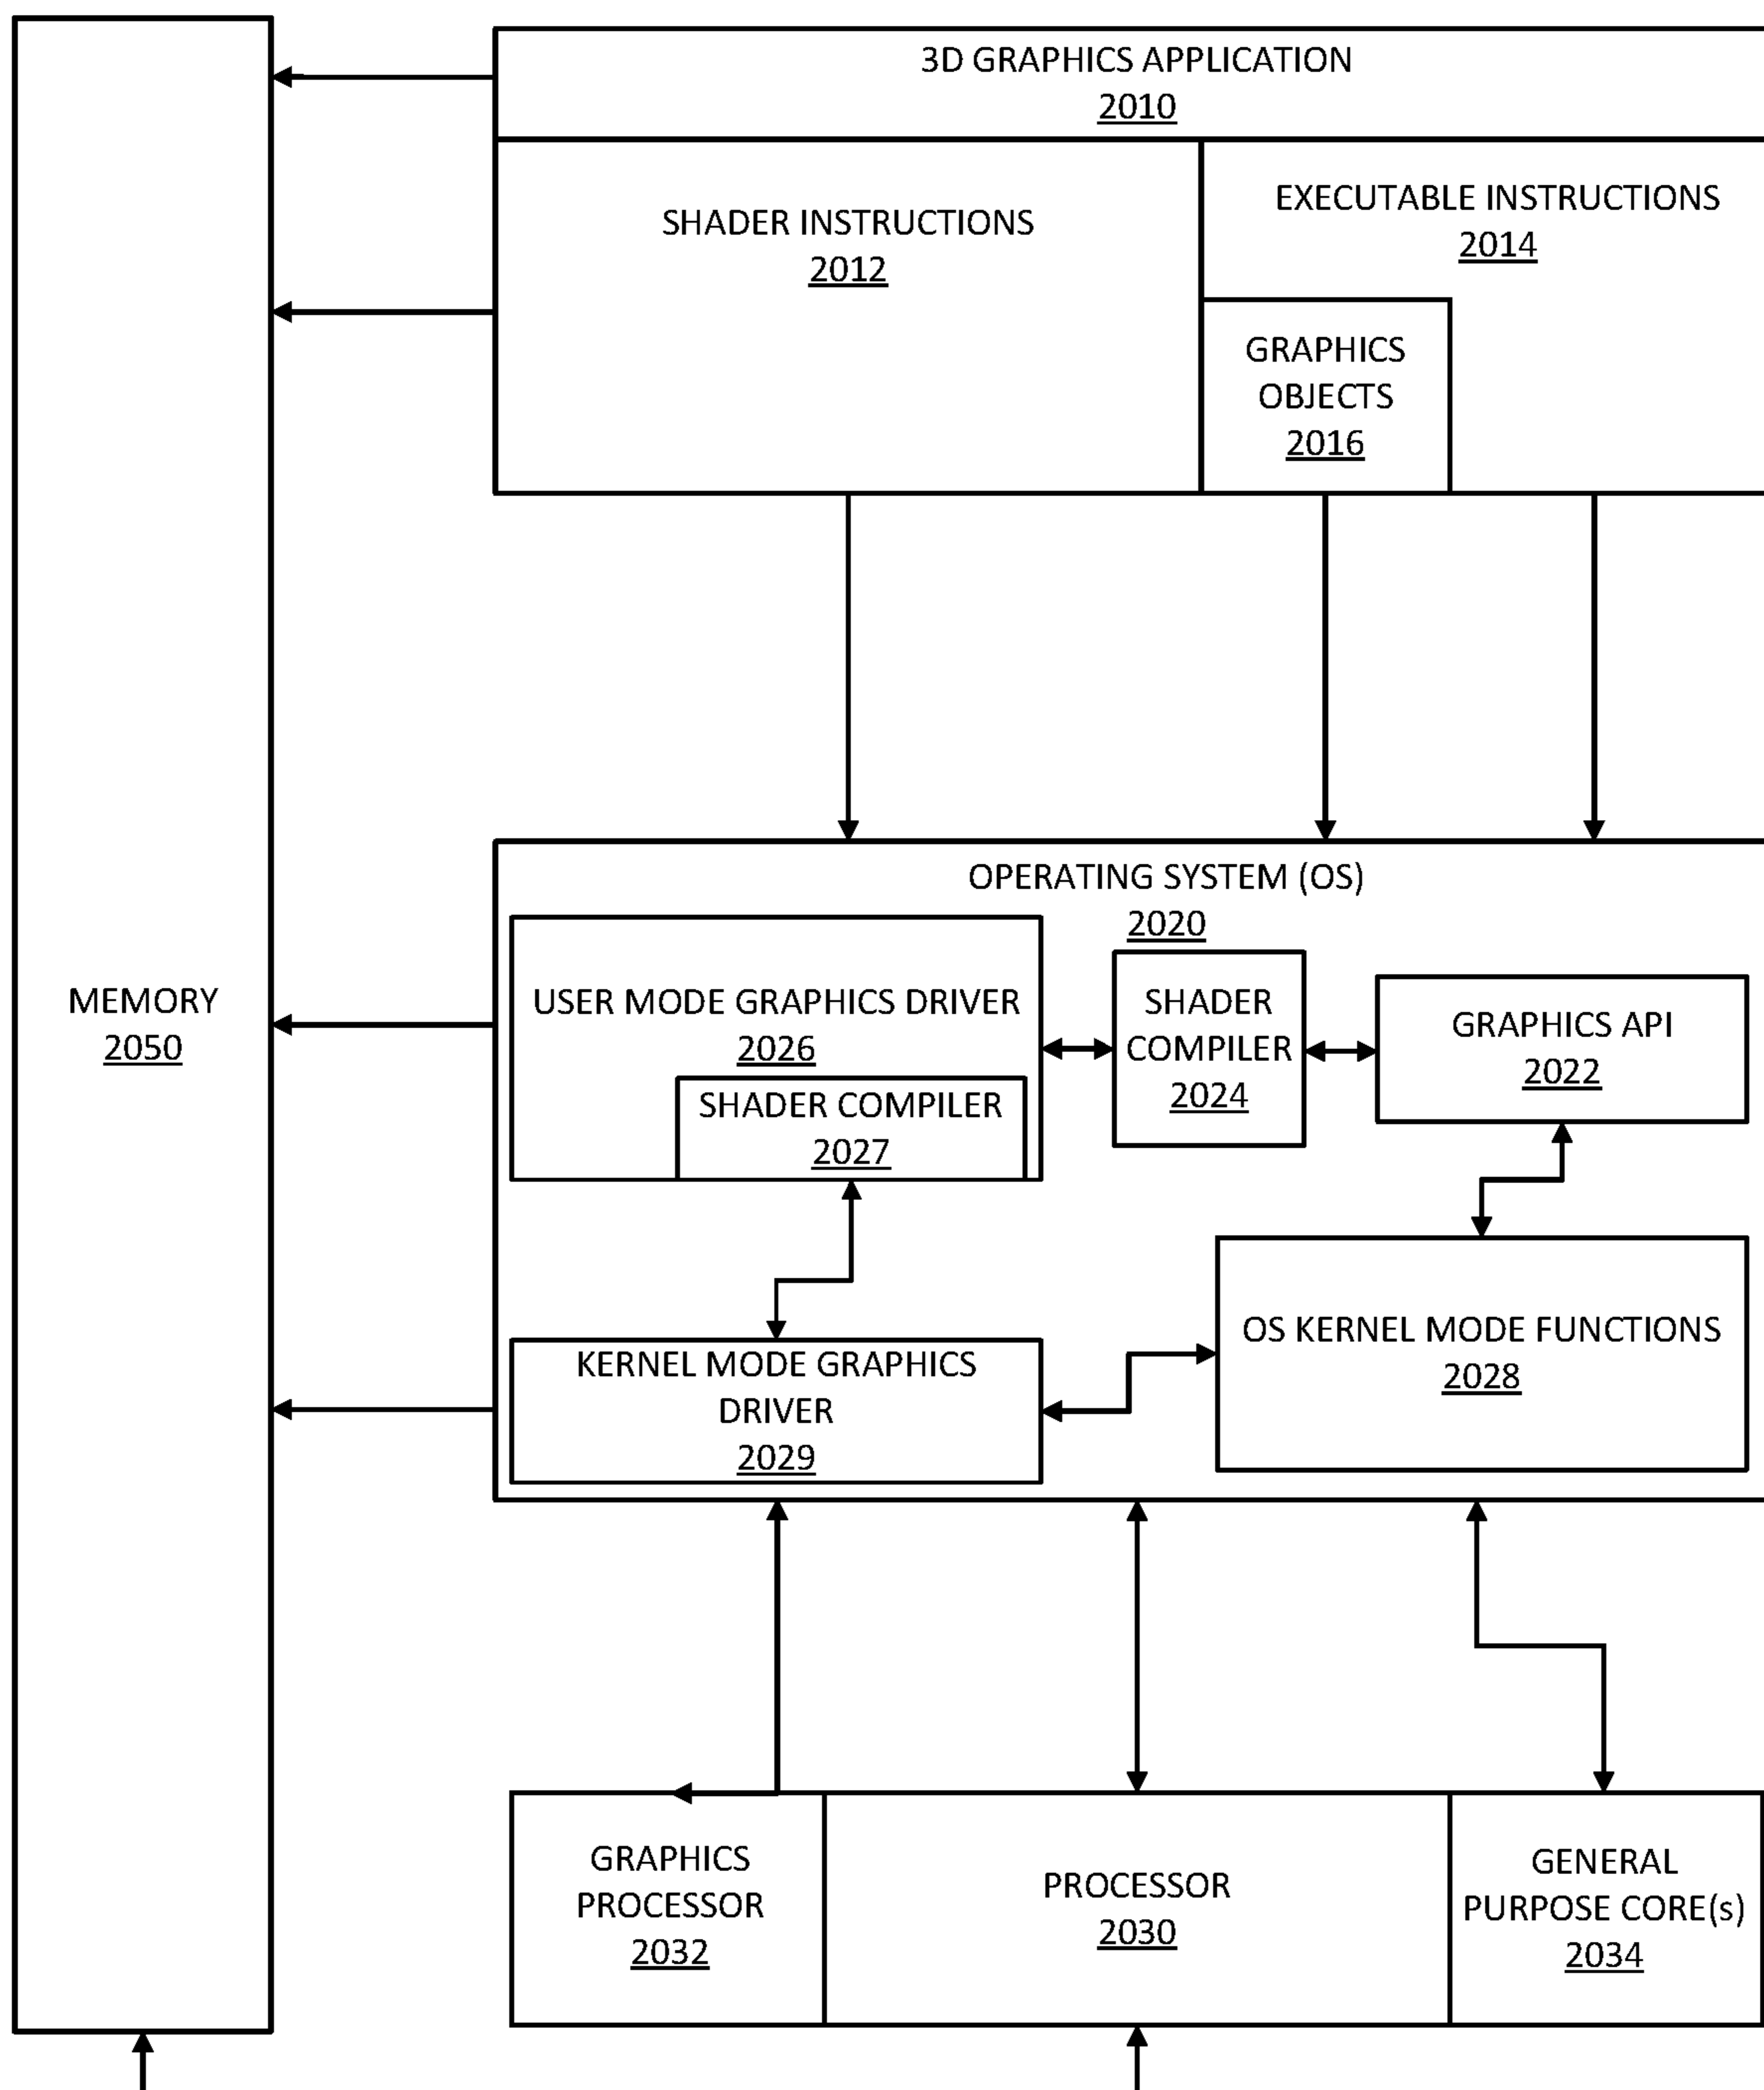 3D GRAPHICS APPLICATION
2010
SHADER INSTRUCTIONS
2012
EXECUTABLE INSTRUCTIONS
2014
GRAPHICS
OBJECTS
2016
MEMORY
2050
OPERATING SYSTEM (OS)
2020
USER MODE GRAPHICS DRIVER
2026
SHADER COMPILER
2027
SHADER
COMPILER
2024
GRAPHICS API
2022
OS KERNEL MODE FUNCTIONS
2028
KERNEL MODE GRAPHICS
DRIVER
2029
GRAPHICS
PROCESSOR
2032
PROCESSOR
2030
GENERAL
PURPOSE CORE(s)
2034